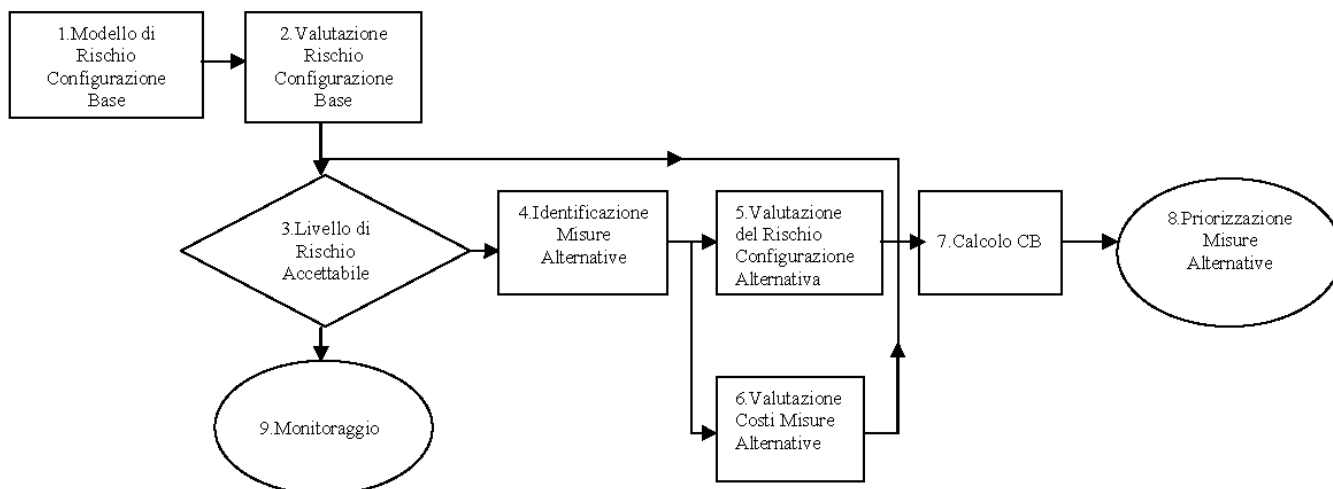 1.Modello di
Rischio
Configurazione
Base
2.Valutazione
Rischio
Configurazione
Base
3.Livello di
Rischio
Accettabile
4.Identificazione
Misure
Alternative
5.Valutazione
del Rischio
Configurazione
Alternativa
6.Valutazione
Costi Misure
Alternative
7.Calcolo CB
8.Priorizzazione
Misure
Alternative
9.Monitoraggio